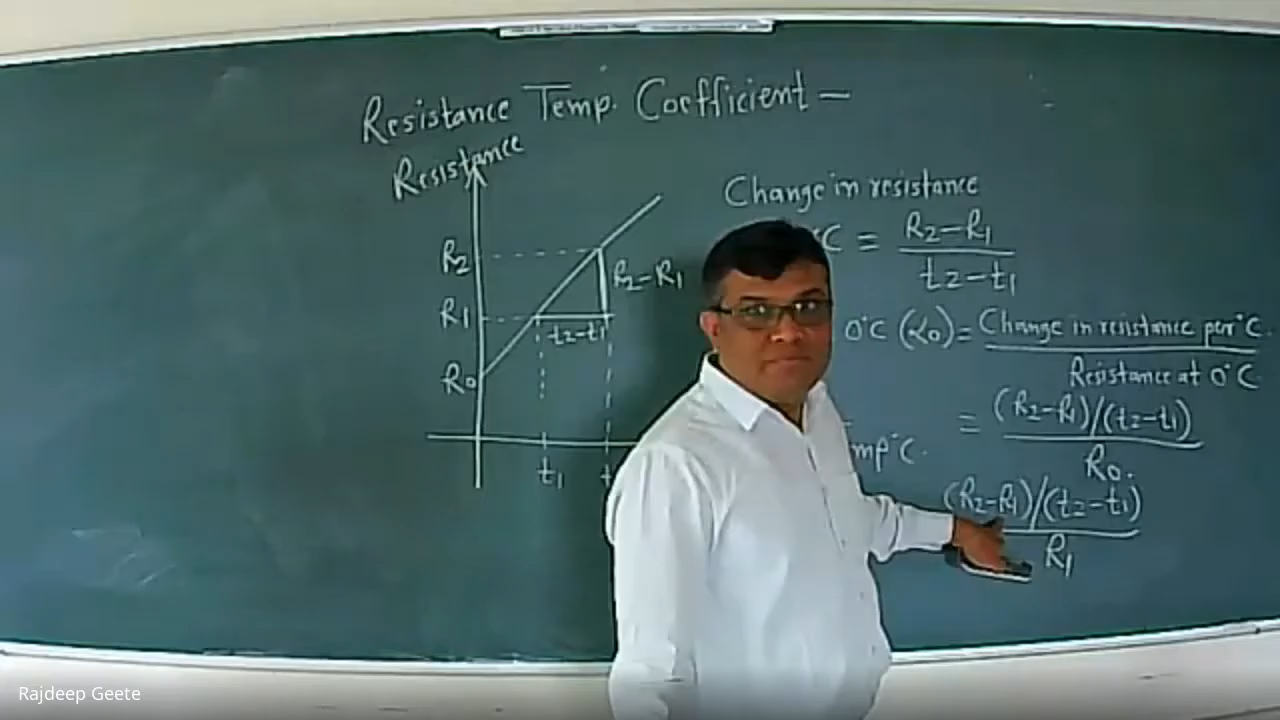 Resistance Temp. Coefficient —
Resistance
R2
R1
R0
R2-R1
t2-t1
t1
Change in resistance
°C = R2-R1
t2-t1
0°C (α0) = Change in resistance per°C.
Resistance at 0°C
= (R2-R1)/(t2-t1)
R0.
°C.
(R2-R1)/(t2-t1)
R1
Rajdeep Geete